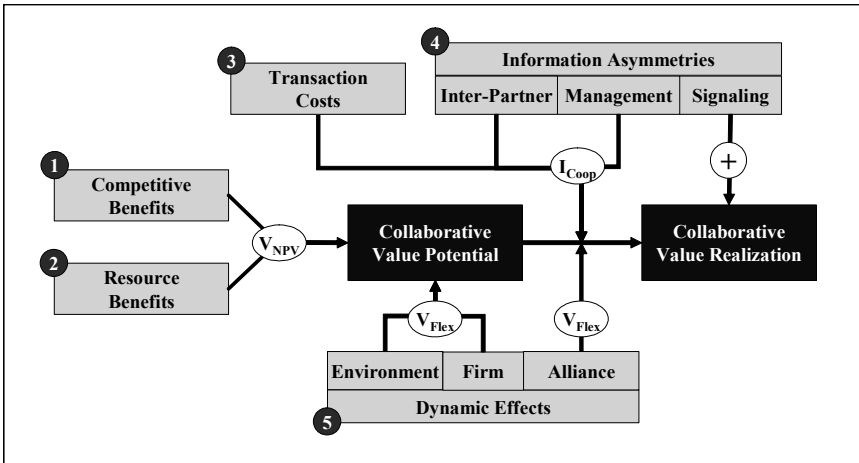 3
Transaction
Costs
4
Information Asymmetries
Inter-Partner Management Signaling
1
Competitive
Benefits
I_Coop
+
2
Resource
Benefits
V_NPV
Collaborative
Value Potential
Collaborative
Value Realization
V_Flex
V_Flex
Environment Firm Alliance
Dynamic Effects
5